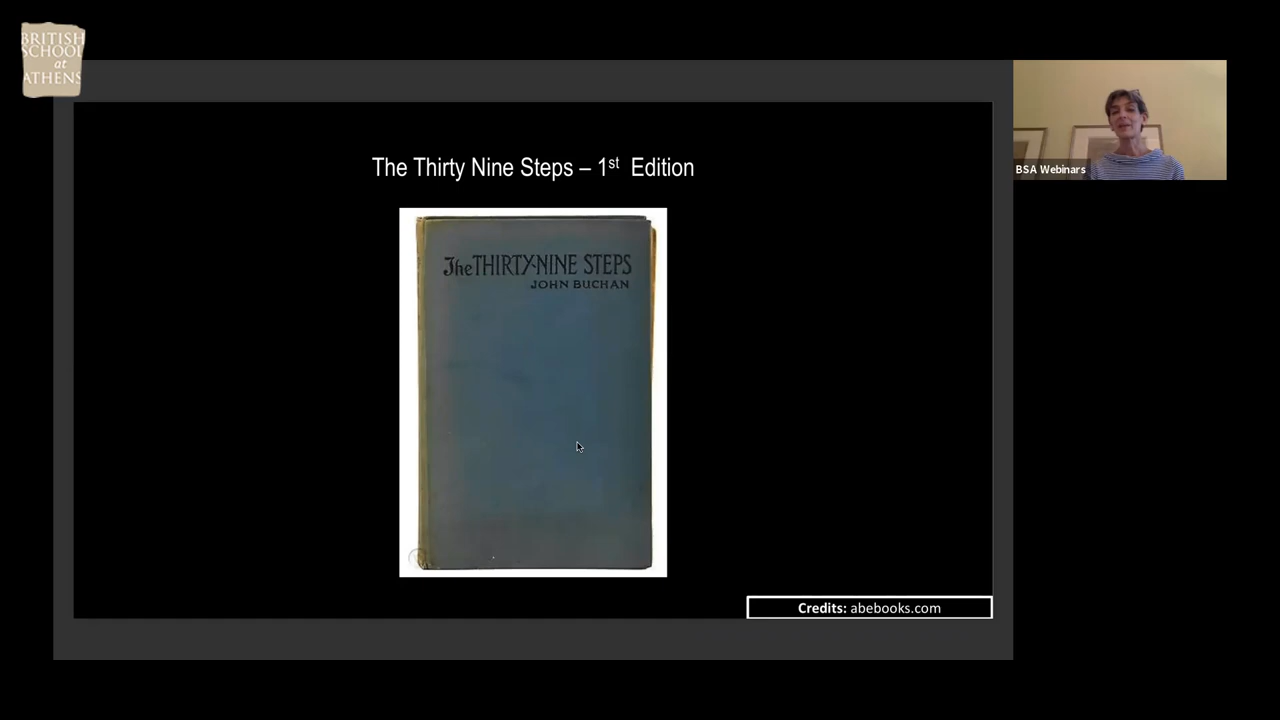 BRITISH
SCHOOL
at
ATHENS
The Thirty Nine Steps – 1st Edition
The THIRTY-NINE STEPS
JOHN BUCHAN
Credits: abebooks.com
BSA Webinars